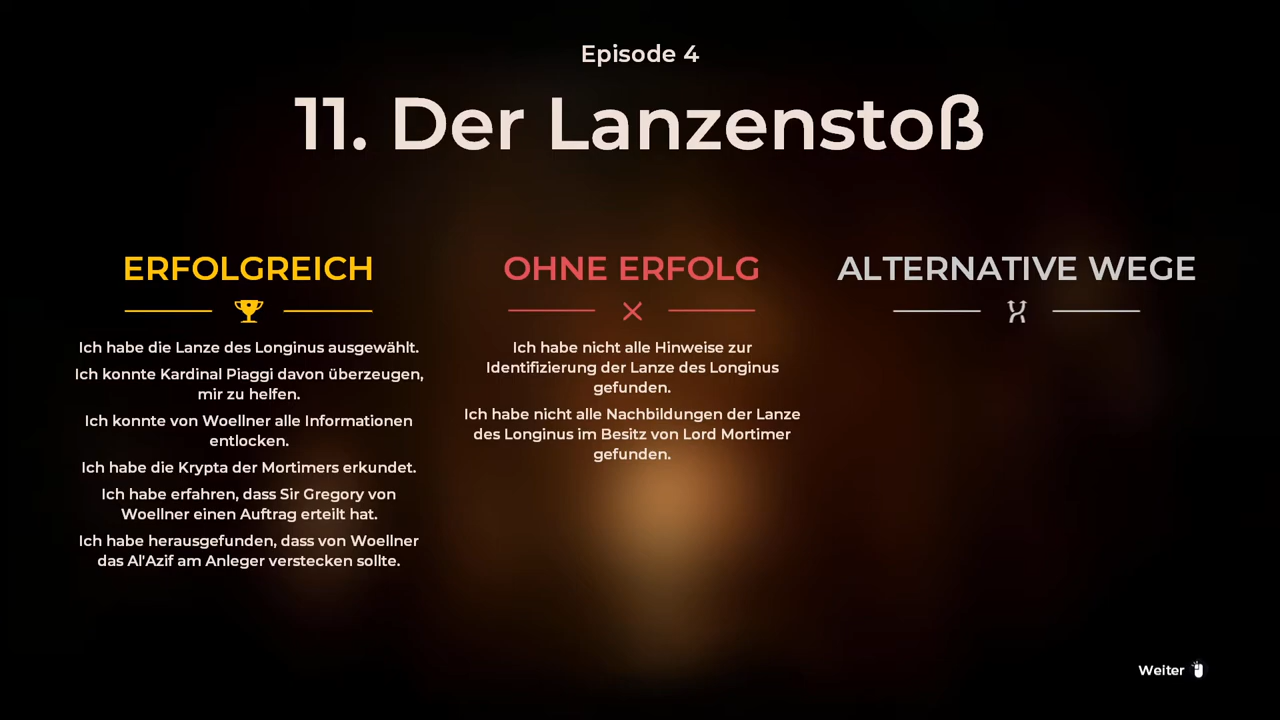 Episode 4
11. Der Lanzenstoß
ERFOLGREICH
Ich habe die Lanze des Longinus ausgewählt.
Ich konnte Kardinal Piaggi davon überzeugen,
mir zu helfen.
Ich konnte von Woellner alle Informationen
entlocken.
Ich habe die Krypta der Mortimers erkundet.
Ich habe erfahren, dass Sir Gregory von
Woellner einen Auftrag erteilt hat.
Ich habe herausgefunden, dass von Woellner
das Al'Azif am Anleger verstecken sollte.
OHNE ERFOLG
Ich habe nicht alle Hinweise zur
Identifizierung der Lanze des Longinus
gefunden.
Ich habe nicht alle Nachbildungen der Lanze
des Longinus im Besitz von Lord Mortimer
gefunden.
ALTERNATIVE WEGE
Weiter